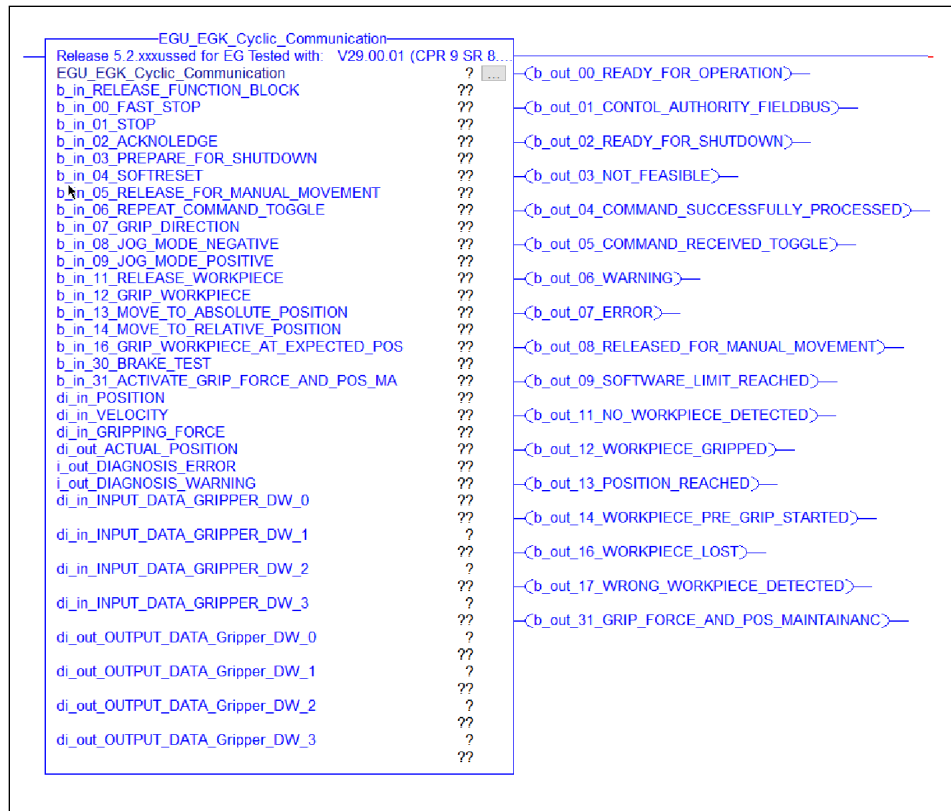 EGU_EGK_Cyclic_Communication
Release 5.2.xxxussed for EG Tested with: V29.00.01 (CPR 9 SR 8....
EGU_EGK_Cyclic_Communication ? ...
b_in_RELEASE_FUNCTION_BLOCK ??
b_in_00_FAST_STOP ??
b_in_01_STOP ??
b_in_02_ACKNOLEDGE ??
b_in_03_PREPARE_FOR_SHUTDOWN ??
b_in_04_SOFTRESET ??
b_in_05_RELEASE_FOR_MANUAL_MOVEMENT ??
b_in_06_REPEAT_COMMAND_TOGGLE ??
b_in_07_GRIP_DIRECTION ??
b_in_08_JOG_MODE_NEGATIVE ??
b_in_09_JOG_MODE_POSITIVE ??
b_in_11_RELEASE_WORKPIECE ??
b_in_12_GRIP_WORKPIECE ??
b_in_13_MOVE_TO_ABSOLUTE_POSITION ??
b_in_14_MOVE_TO_RELATIVE_POSITION ??
b_in_16_GRIP_WORKPIECE_AT_EXPECTED_POS ??
b_in_30_BRAKE_TEST ??
b_in_31_ACTIVATE_GRIP_FORCE_AND_POS_MA ??
di_in_POSITION ??
di_in_VELOCITY ??
di_in_GRIPPING_FORCE ??
di_out_ACTUAL_POSITION ??
i_out_DIAGNOSIS_ERROR ??
i_out_DIAGNOSIS_WARNING ??
di_in_INPUT_DATA_GRIPPER_DW_0 ??
??
di_in_INPUT_DATA_GRIPPER_DW_1 ?
??
di_in_INPUT_DATA_GRIPPER_DW_2 ?
??
di_in_INPUT_DATA_GRIPPER_DW_3 ?
??
di_out_OUTPUT_DATA_Gripper_DW_0 ?
??
di_out_OUTPUT_DATA_Gripper_DW_1 ?
??
di_out_OUTPUT_DATA_Gripper_DW_2 ?
??
di_out_OUTPUT_DATA_Gripper_DW_3 ?
??
b_out_00_READY_FOR_OPERATION
b_out_01_CONTOL_AUTHORITY_FIELDBUS
b_out_02_READY_FOR_SHUTDOWN
b_out_03_NOT_FEASIBLE
b_out_04_COMMAND_SUCCESSFULLY_PROCESSED
b_out_05_COMMAND_RECEIVED_TOGGLE
b_out_06_WARNING
b_out_07_ERROR
b_out_08_RELEASED_FOR_MANUAL_MOVEMENT
b_out_09_SOFTWARE_LIMIT_REACHED
b_out_11_NO_WORKPIECE_DETECTED
b_out_12_WORKPIECE_GRIPPED
b_out_13_POSITION_REACHED
b_out_14_WORKPIECE_PRE_GRIP_STARTED
b_out_16_WORKPIECE_LOST
b_out_17_WRONG_WORKPIECE_DETECTED
b_out_31_GRIP_FORCE_AND_POS_MAINTAINANC